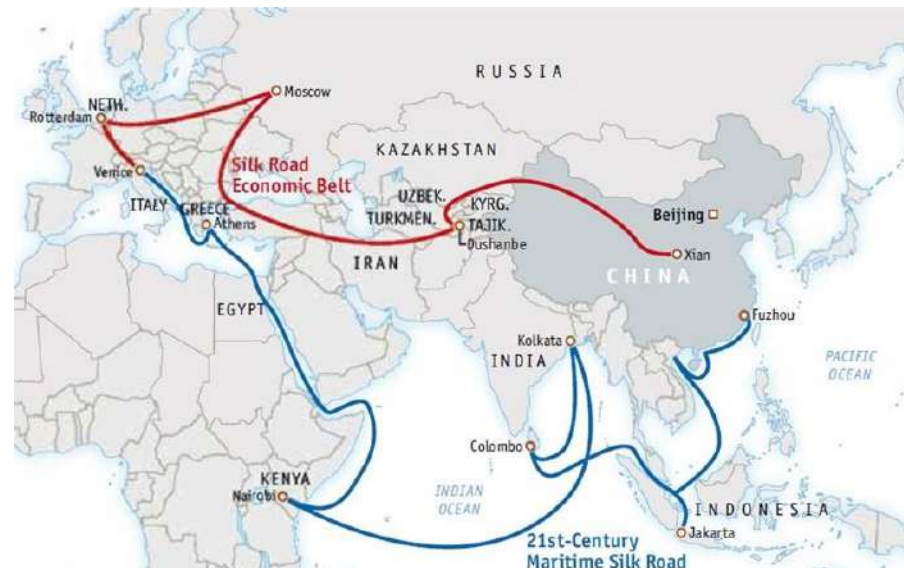 RUSSIA
Moscow
NETH.
Rotterdam
KAZAKHSTAN
Venice
Silk Road
Economic Belt
UZBEK.
KYRG.
ITALY
GREECE
TURKMEN.
TAJIK.
Beijing
Athens
Dushanbe
Xian
IRAN
CHINA
EGYPT
Fuzhou
Kolkata
INDIA
PACIFIC
OCEAN
Colombo
KENYA
Nairobi
INDIAN
OCEAN
INDONESIA
Jakarta
21st-Century
Maritime Silk Road